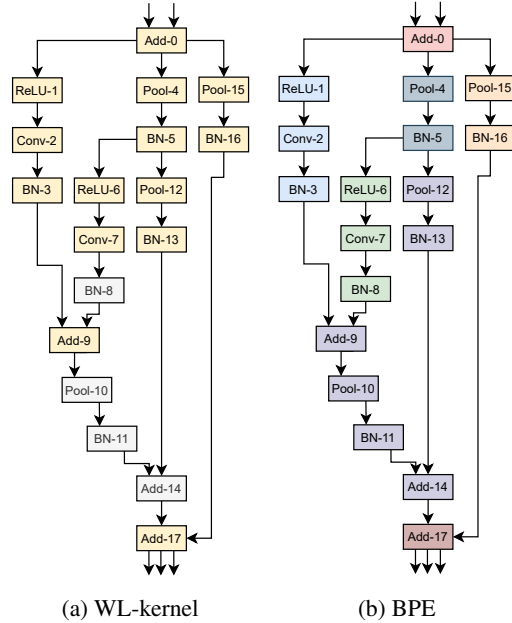 Add-0
ReLU-1
Pool-4
Pool-15
Conv-2
BN-5
BN-16
BN-3
ReLU-6
Pool-12
Conv-7
BN-13
BN-8
Add-9
Pool-10
BN-11
Add-14
Add-17
(a) WL-kernel
Add-0
ReLU-1
Pool-4
Pool-15
Conv-2
BN-5
BN-16
BN-3
ReLU-6
Pool-12
Conv-7
BN-13
BN-8
Add-9
Pool-10
BN-11
Add-14
Add-17
(b) BPE